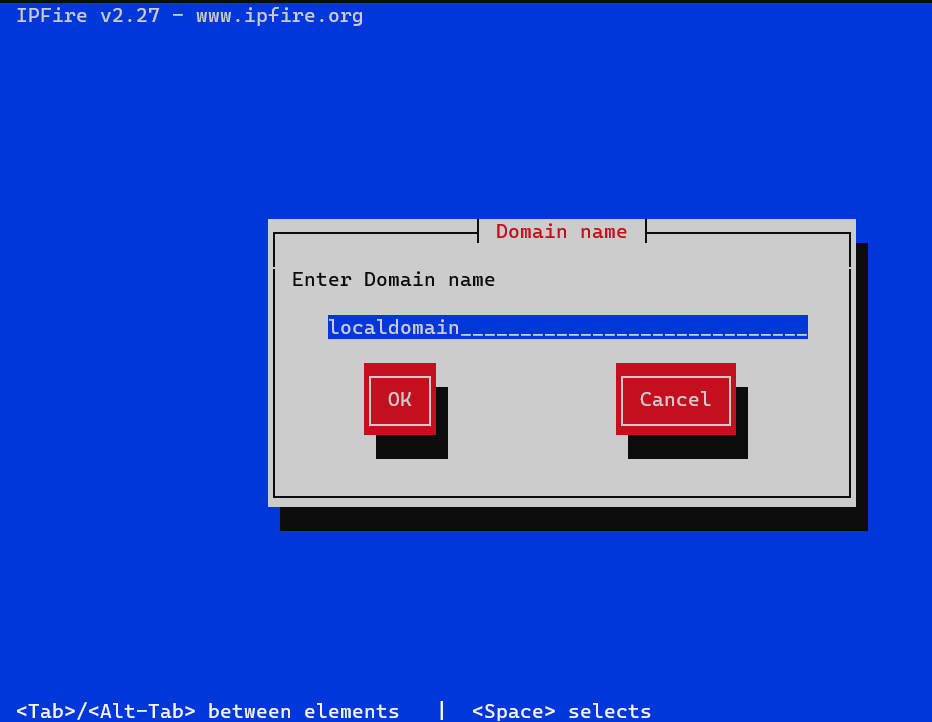 IPFire v2.27 - www.ipfire.org
Domain name
Enter Domain name
localdomain_____________________________
OK Cancel
<Tab>/<Alt-Tab> between elements | <Space> selects